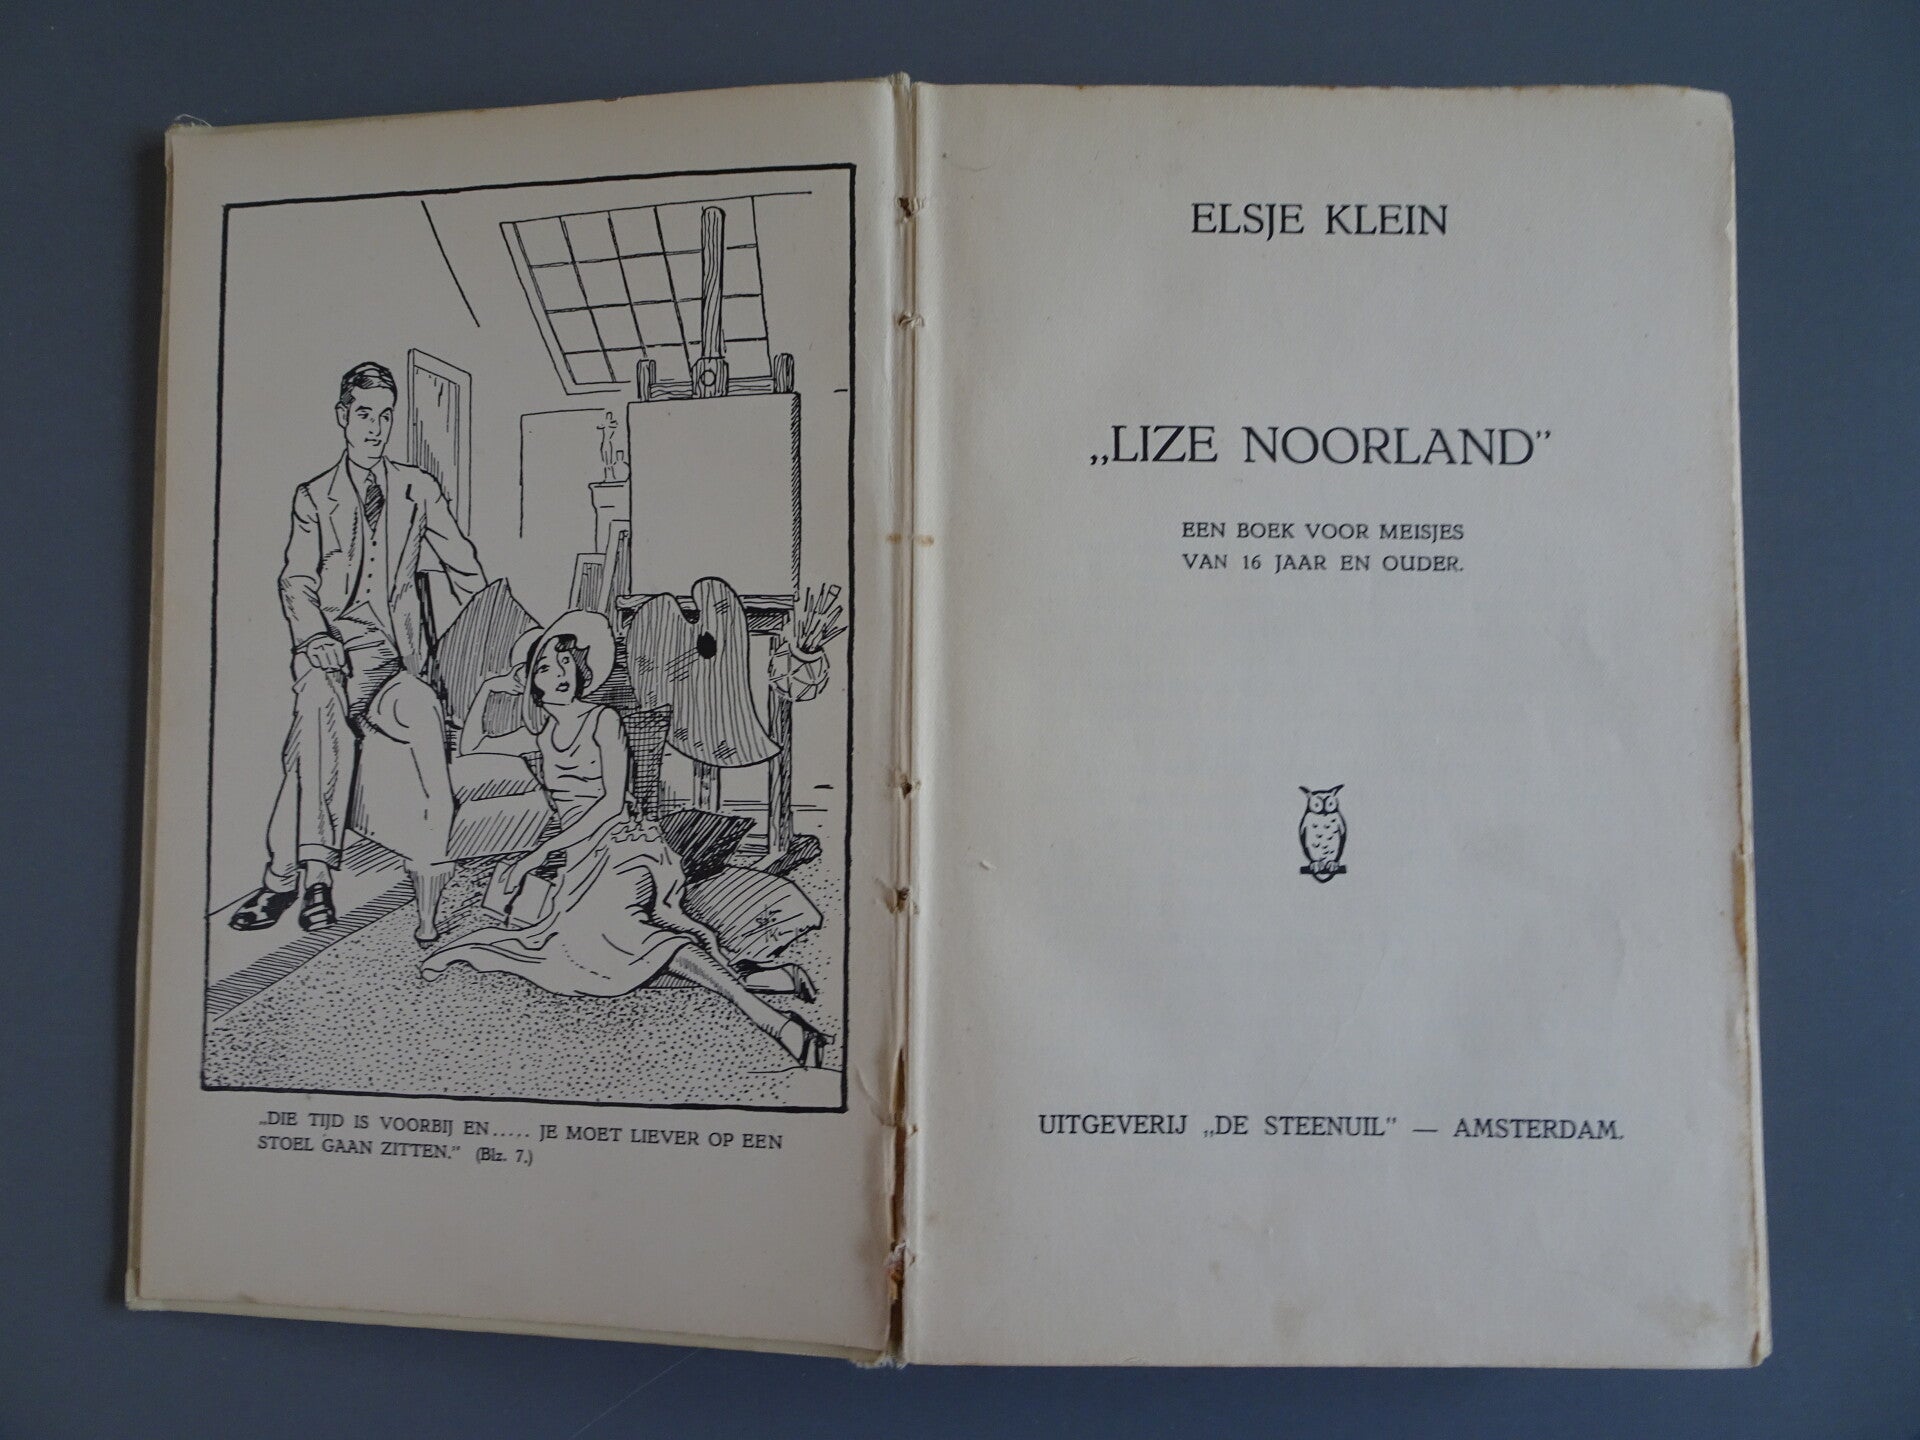 „DIE TIJD IS VOORBIJ EN..... JE MOET LIEVER OP EEN
STOEL GAAN ZITTEN.” (Blz. 7.)
ELSJE KLEIN
„LIZE NOORLAND”
EEN BOEK VOOR MEISJES
VAN 16 JAAR EN OUDER.
UITGEVERIJ „DE STEENUIL” — AMSTERDAM.